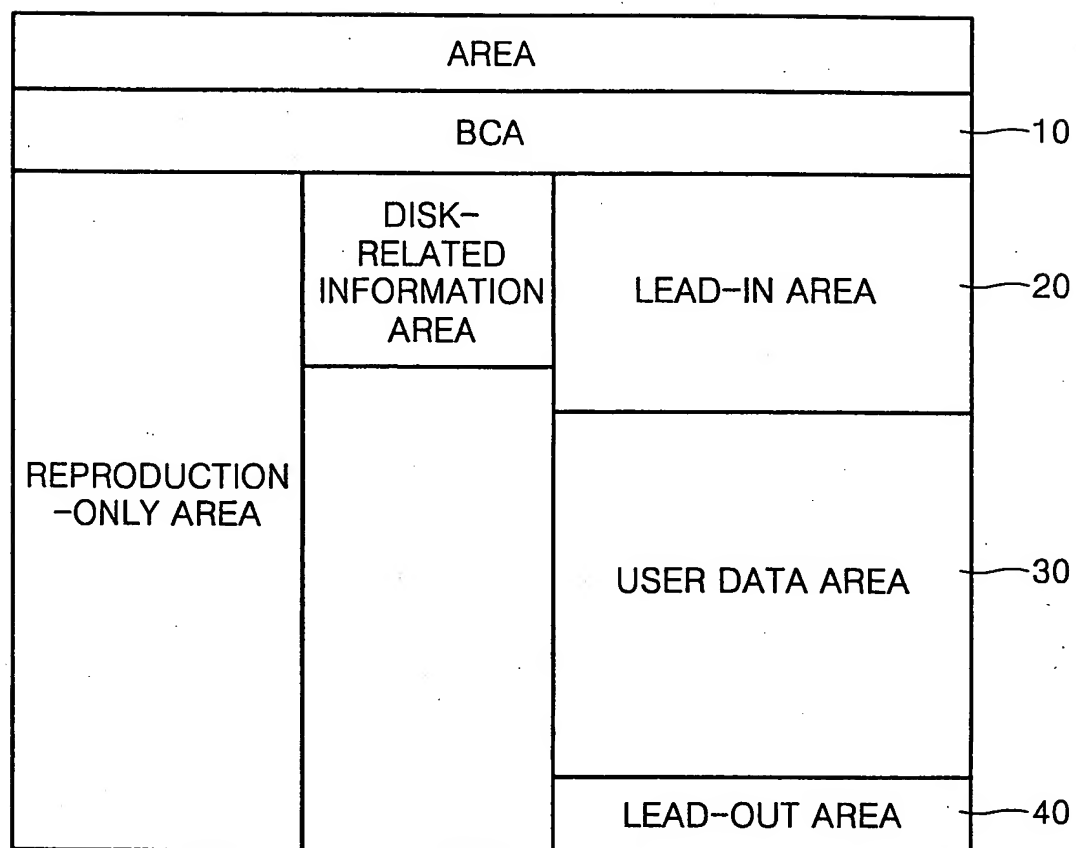 AREA
BCA
10
DISK-
RELATED
INFORMATION
AREA
LEAD-IN AREA
20
REPRODUCTION
-ONLY AREA
USER DATA AREA
30
LEAD-OUT AREA
40